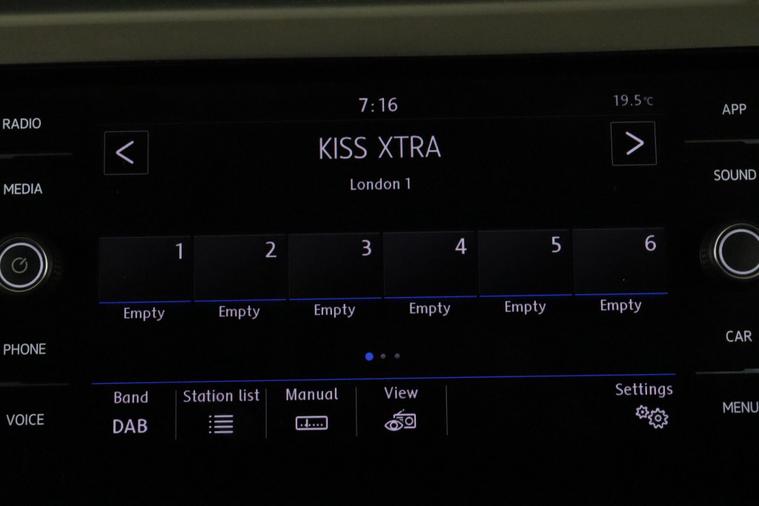 7:16
19.5°C
RADIO
APP
KISS XTRA
< >
London 1
MEDIA
SOUND
1 2 3 4 5 6
Empty Empty Empty Empty Empty Empty
PHONE
CAR
Band Station list Manual View Settings
DAB
VOICE
MENU